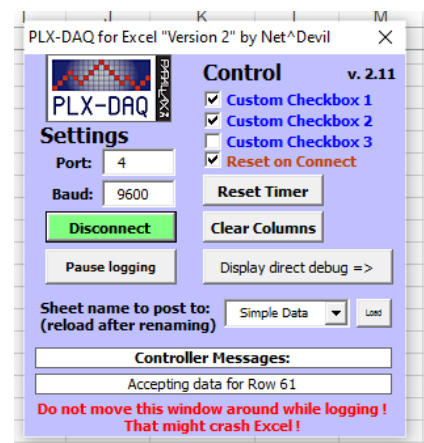 J K L M
PLX-DAQ for Excel "Version 2" by Net^Devil
PARALLAX
PLX-DAQ
Control v. 2.11
Custom Checkbox 1
Custom Checkbox 2
Custom Checkbox 3
Reset on Connect
Settings
Port: 4
Baud: 9600
Reset Timer
Disconnect
Clear Columns
Pause logging
Display direct debug =>
Sheet name to post to:
(reload after renaming)
Simple Data
Load
Controller Messages:
Accepting data for Row 61
Do not move this window around while logging !
That might crash Excel !